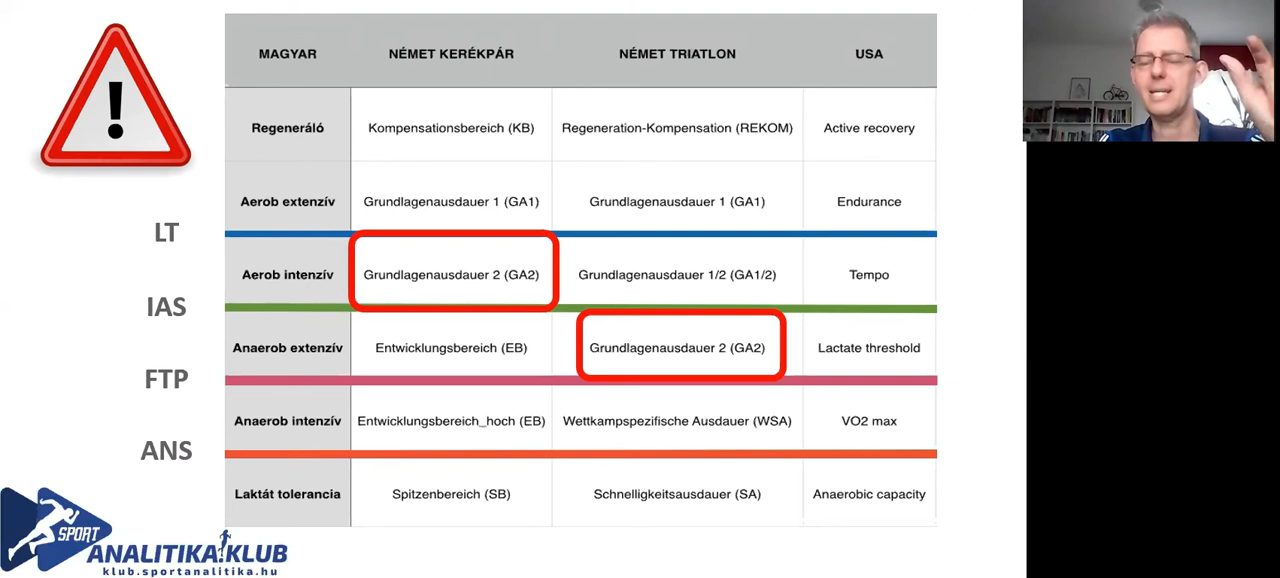 MAGYAR NÉMET KERÉKPÁR NÉMET TRIATLON USA
Regeneráló Kompensationsbereich (KB) Regeneration-Kompensation (REKOM) Active recovery
Aerob extenzív Grundlagenausdauer 1 (GA1) Grundlagenausdauer 1 (GA1) Endurance
LT
Aerob intenzív Grundlagenausdauer 2 (GA2) Grundlagenausdauer 1/2 (GA1/2) Tempo
IAS
Anaerob extenzív Entwicklungsbereich (EB) Grundlagenausdauer 2 (GA2) Lactate threshold
FTP
Anaerob intenzív Entwicklungsbereich_hoch (EB) Wettkampspezifische Ausdauer (WSA) VO2 max
ANS
Laktát tolerancia Spitzenbereich (SB) Schnelligkeitsausdauer (SA) Anaerobic capacity
SPORT
ANALITIKA.KLUB
klub.sportanalitika.hu